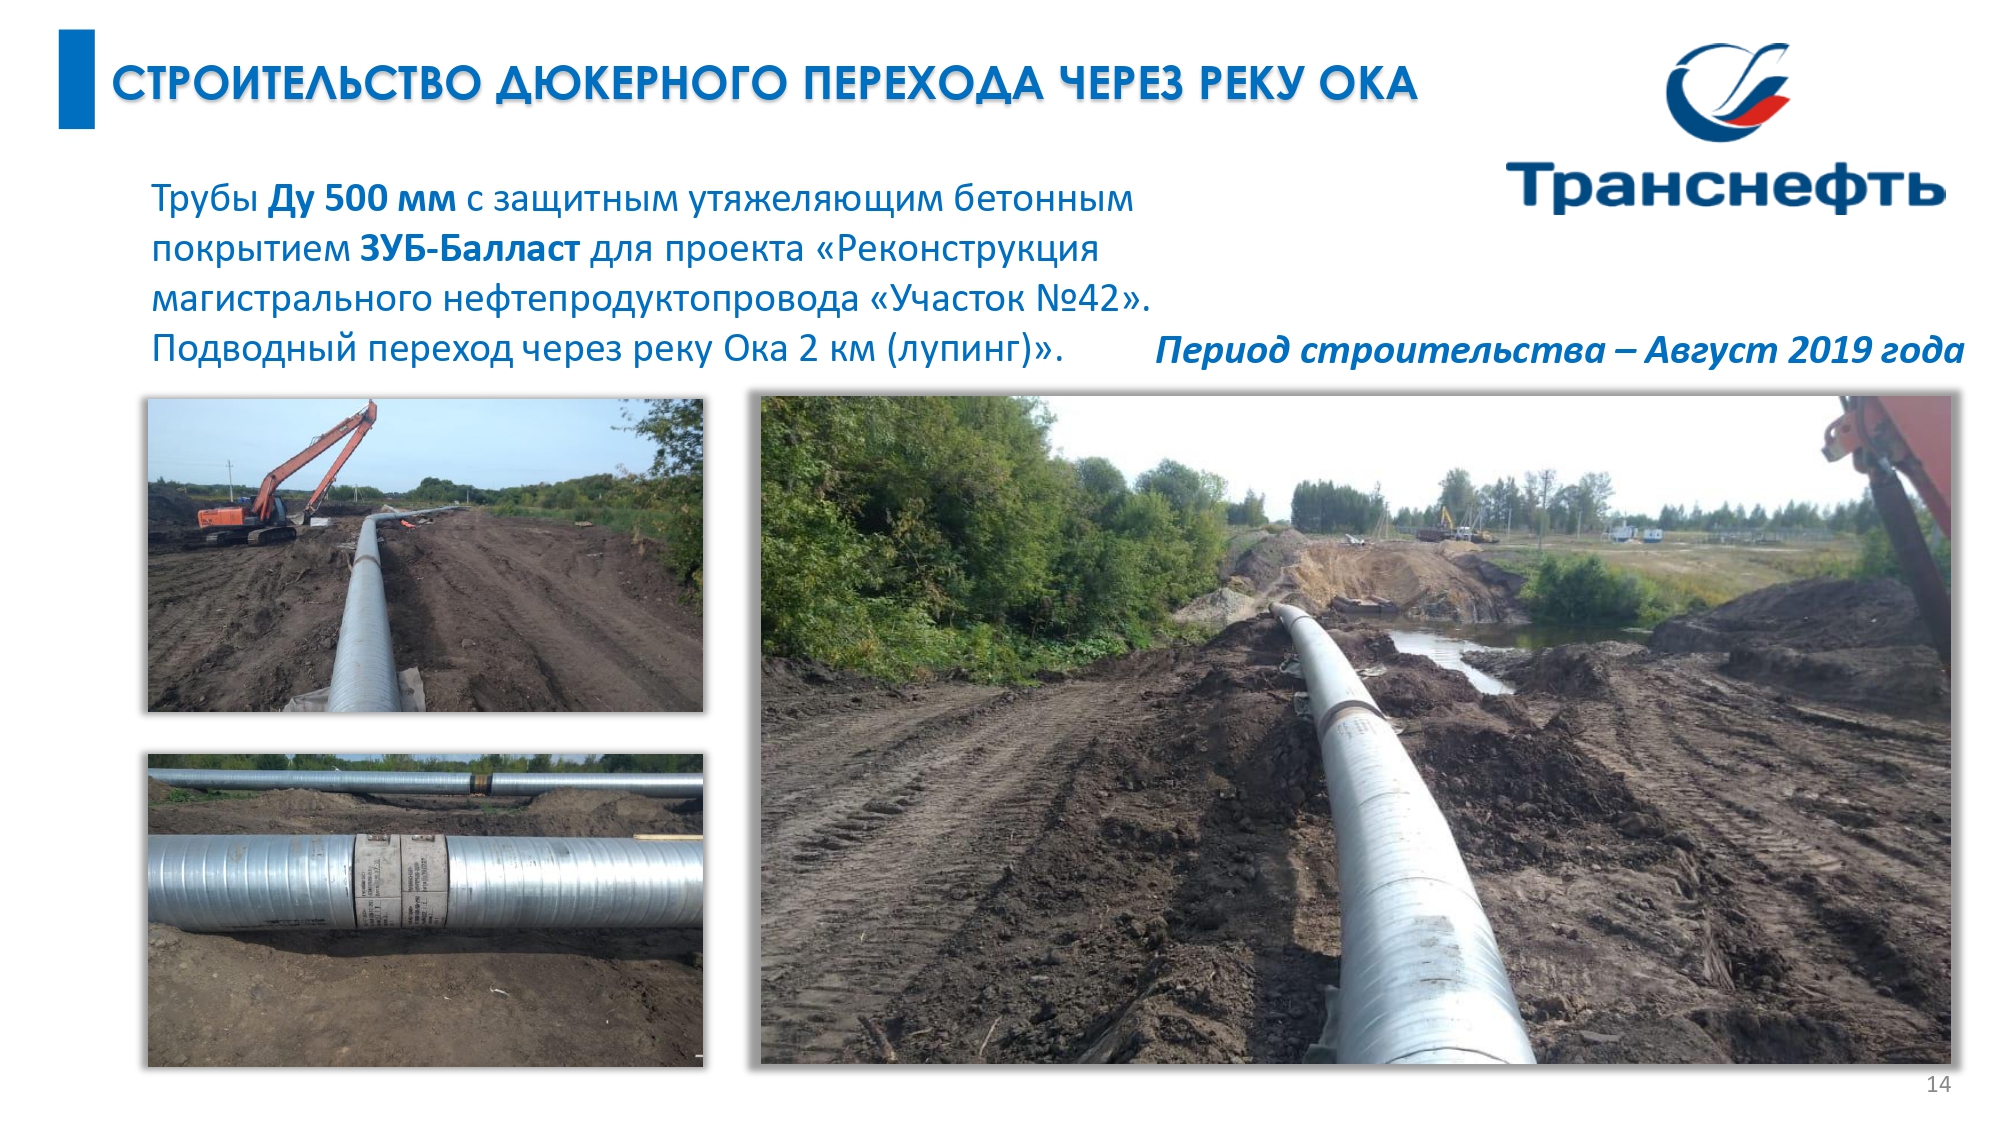 СТРОИТЕЛЬСТВО ДЮКЕРНОГО ПЕРЕХОДА ЧЕРЕЗ РЕКУ ОКА
Транснефть
Трубы Ду 500 мм с защитным утяжеляющим бетонным
покрытием ЗУБ-Балласт для проекта «Реконструкция
магистрального нефтепродуктопровода «Участок №42».
Подводный переход через реку Ока 2 км (лупинг)».
Период строительства – Август 2019 года
14